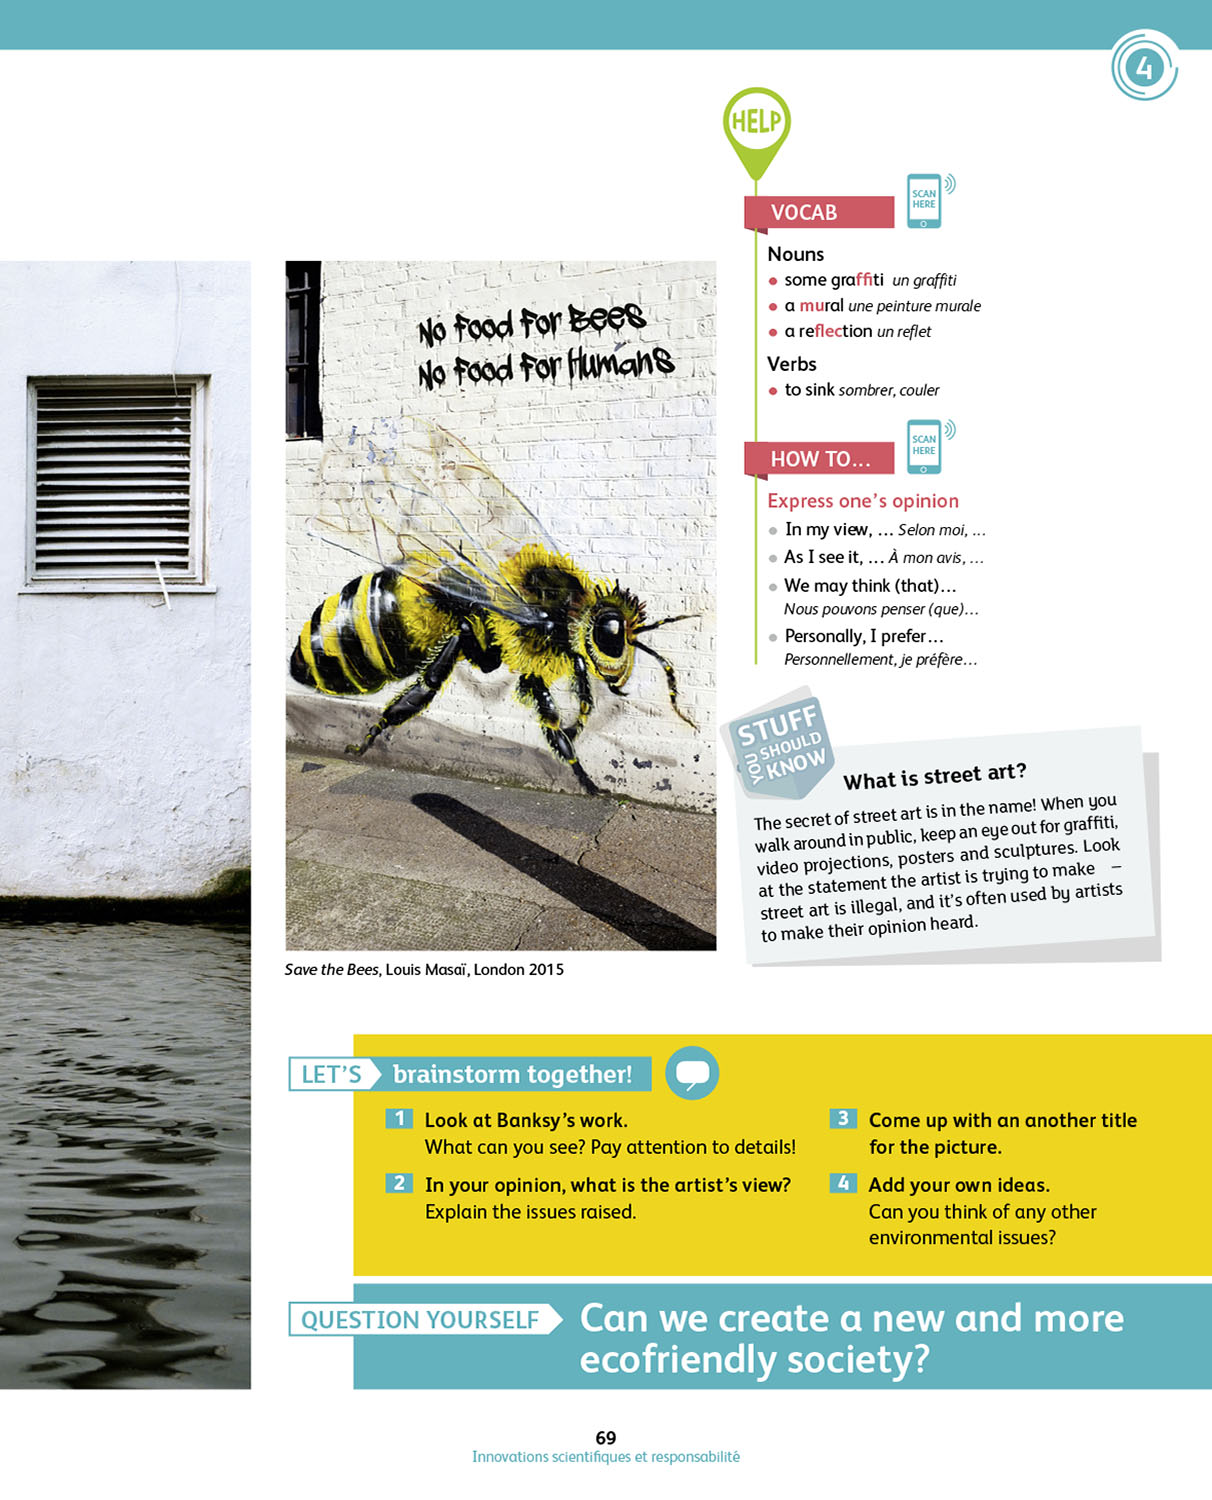 4
HELP
VOCAB
SCAN
HERE
Nouns
some graffiti un graffiti
a mural une peinture murale
a reflection un reflet
Verbs
to sink sombrer, couler
HOW TO...
SCAN
HERE
Express one's opinion
In my view, ... Selon moi, ...
As I see it, ... À mon avis, ...
We may think (that)...
Nous pouvons penser (que)...
Personally, I prefer...
Personnellement, je préfère...
No Food For Bees
No Food For Humans
Save the Bees, Louis Masaï, London 2015
STUFF
YOU SHOULD
KNOW
What is street art?
The secret of street art is in the name! When you
walk around in public, keep an eye out for graffiti,
video projections, posters and sculptures. Look
at the statement the artist is trying to make –
street art is illegal, and it's often used by artists
to make their opinion heard.
LET'S brainstorm together!
1 Look at Banksy's work.
What can you see? Pay attention to details!
2 In your opinion, what is the artist's view?
Explain the issues raised.
3 Come up with an another title
for the picture.
4 Add your own ideas.
Can you think of any other
environmental issues?
QUESTION YOURSELF Can we create a new and more
ecofriendly society?
69
Innovations scientifiques et responsabilité